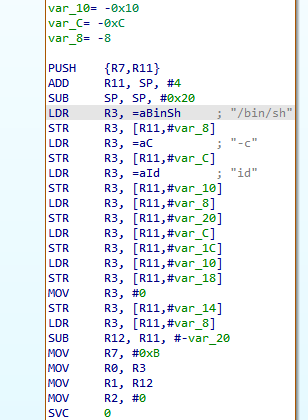 var_10= -0x10
var_C= -0xC
var_8= -8
PUSH {R7,R11}
ADD R11, SP, #4
SUB SP, SP, #0x20
LDR R3, =aBinSh ; "/bin/sh"
STR R3, [R11,#var_8]
LDR R3, =aC ; "-c"
STR R3, [R11,#var_C]
LDR R3, =aId ; "id"
STR R3, [R11,#var_10]
LDR R3, [R11,#var_8]
STR R3, [R11,#var_20]
LDR R3, [R11,#var_C]
STR R3, [R11,#var_1C]
LDR R3, [R11,#var_10]
STR R3, [R11,#var_18]
MOV R3, #0
STR R3, [R11,#var_14]
LDR R3, [R11,#var_8]
SUB R12, R11, #-var_20
MOV R7, #0xB
MOV R0, R3
MOV R1, R12
MOV R2, #0
SVC 0